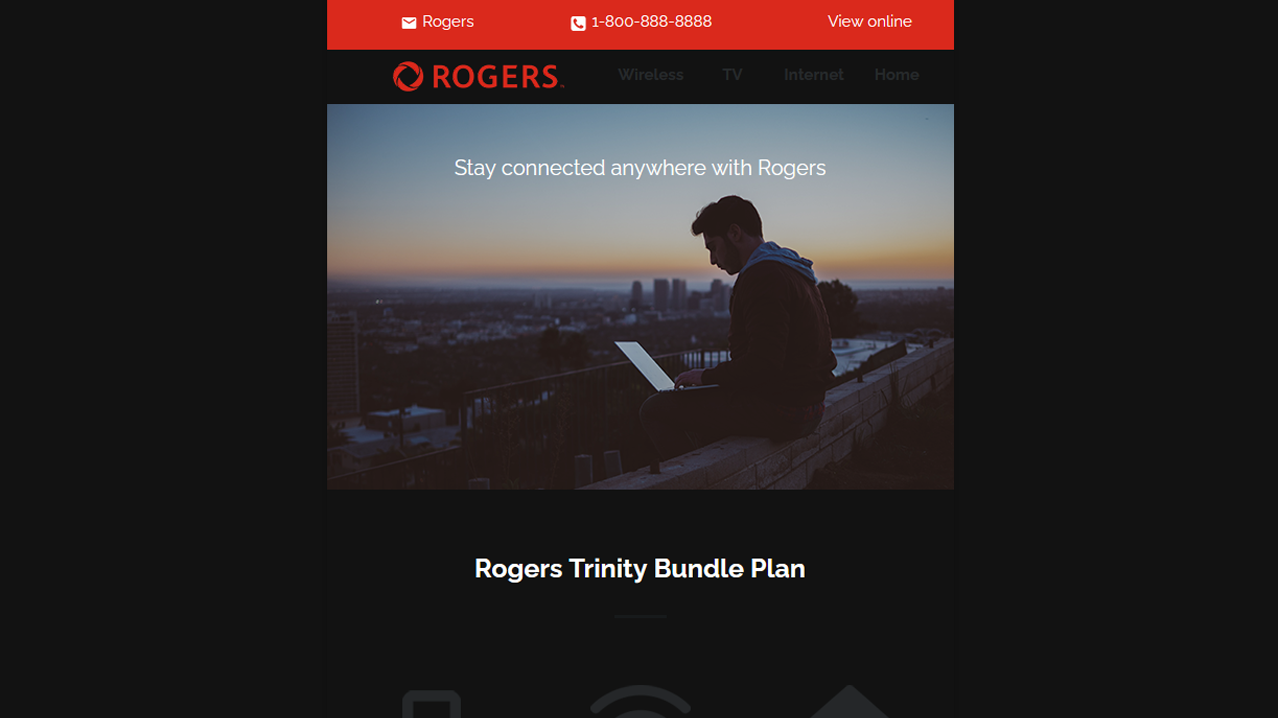 Rogers 1-800-888-8888 View online
ROGERS™ Wireless TV Internet Home
Stay connected anywhere with Rogers
Rogers Trinity Bundle Plan